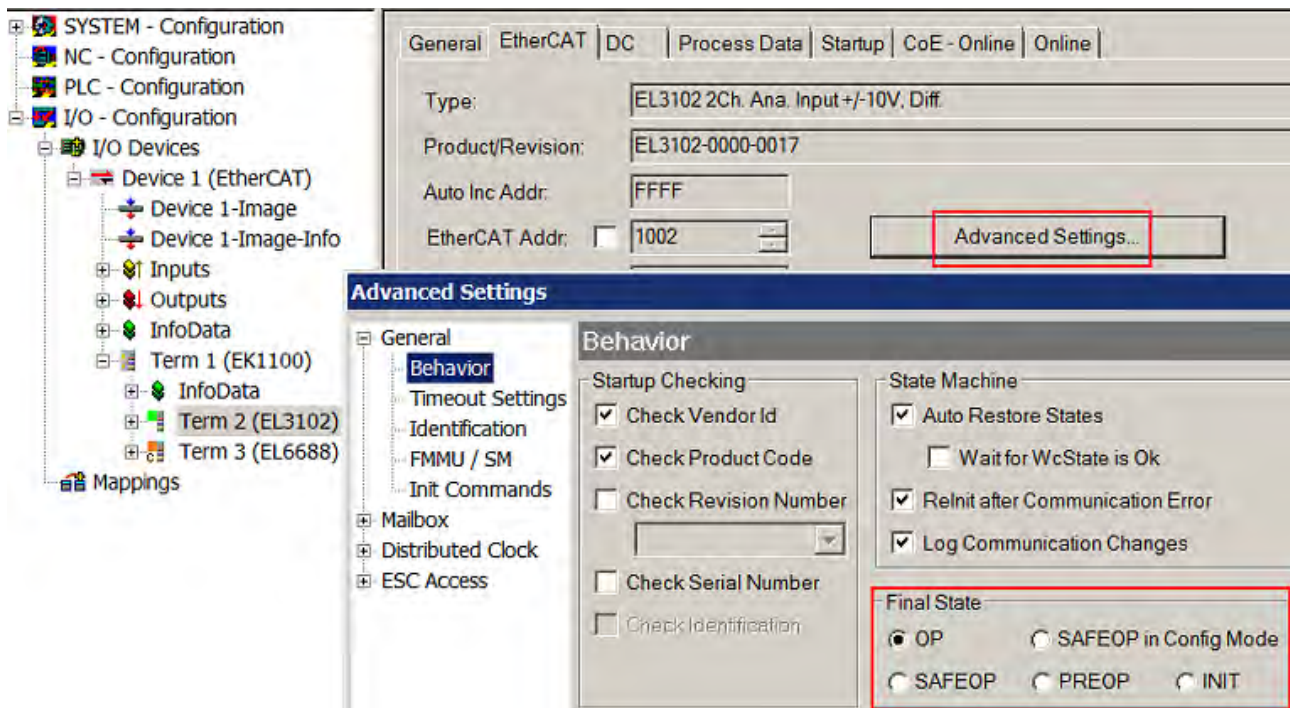 SYSTEM - Configuration
NC - Configuration
PLC - Configuration
I/O - Configuration
I/O Devices
Device 1 (EtherCAT)
Device 1-Image
Device 1-Image-Info
Inputs
Outputs
InfoData
Term 1 (EK1100)
InfoData
Term 2 (EL3102)
Term 3 (EL6688)
Mappings
General EtherCAT DC Process Data Startup CoE - Online Online
Type: EL3102 2Ch. Ana. Input +/-10V, Diff.
Product/Revision: EL3102-0000-0017
Auto Inc Addr: FFFF
EtherCAT Addr: 1002 Advanced Settings...
Advanced Settings
General
Behavior
Timeout Settings
Identification
FMMU / SM
Init Commands
Mailbox
Distributed Clock
ESC Access
Behavior
Startup Checking
Check Vendor Id
Check Product Code
Check Revision Number
Check Serial Number
Check Identification
State Machine
Auto Restore States
Wait for WcState is Ok
ReInit after Communication Error
Log Communication Changes
Final State
OP SAFEOP in Config Mode
SAFEOP PREOP INIT